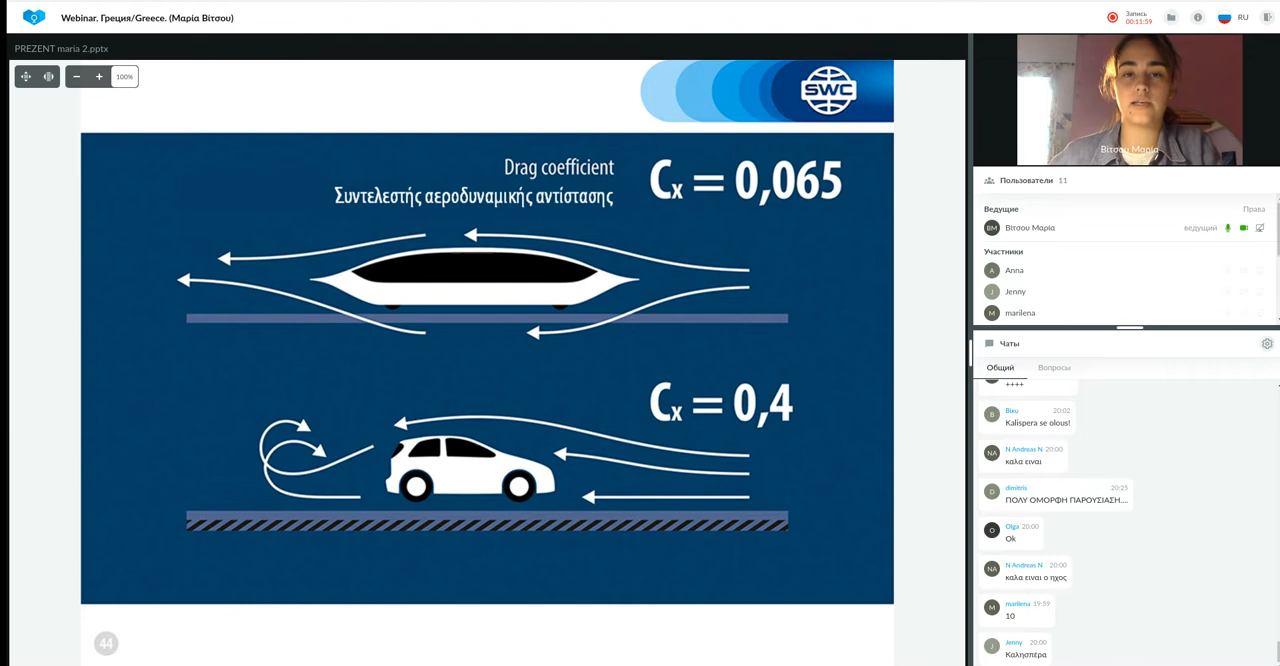 Webinar. Греция/Greece. (Μαρία Βίτσου)
Запись
00:11:59
RU
PREZENT maria 2.pptx
100%
SWC
Drag coefficient
Cx = 0,065
Συντελεστής αεροδυναμικής αντίστασης
Cx = 0,4
44
Βίτσου Μαρία
Пользователи 11
Ведущие
Права
ΒΜ
Βίτσου Μαρία
ведущий
Участники
A
Anna
J
Jenny
M
marilena
Чаты
Общий
Вопросы
++++
B
Bixu 20:02
Kalispera se olous!
NA
N Andreas N 20:00
καλα ειναι
D
dimitris 20:25
ΠΟΛΥ ΟΜΟΡΦΗ ΠΑΡΟΥΣΙΑΣΗ....
O
Olga 20:00
Ok
NA
N Andreas N 20:00
καλα ειναι ο ηχος
M
marilena 19:59
10
J
Jenny 20:00
Καλησπέρα